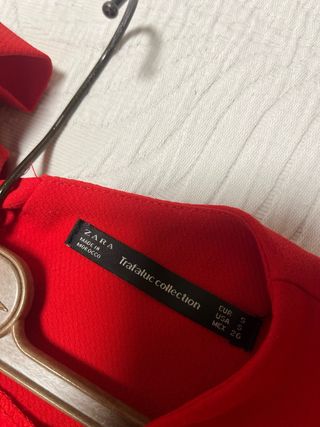 ZARA
MADE IN
MOROCCO
Trafaluc collection
EUR S
USA S
MEX 26